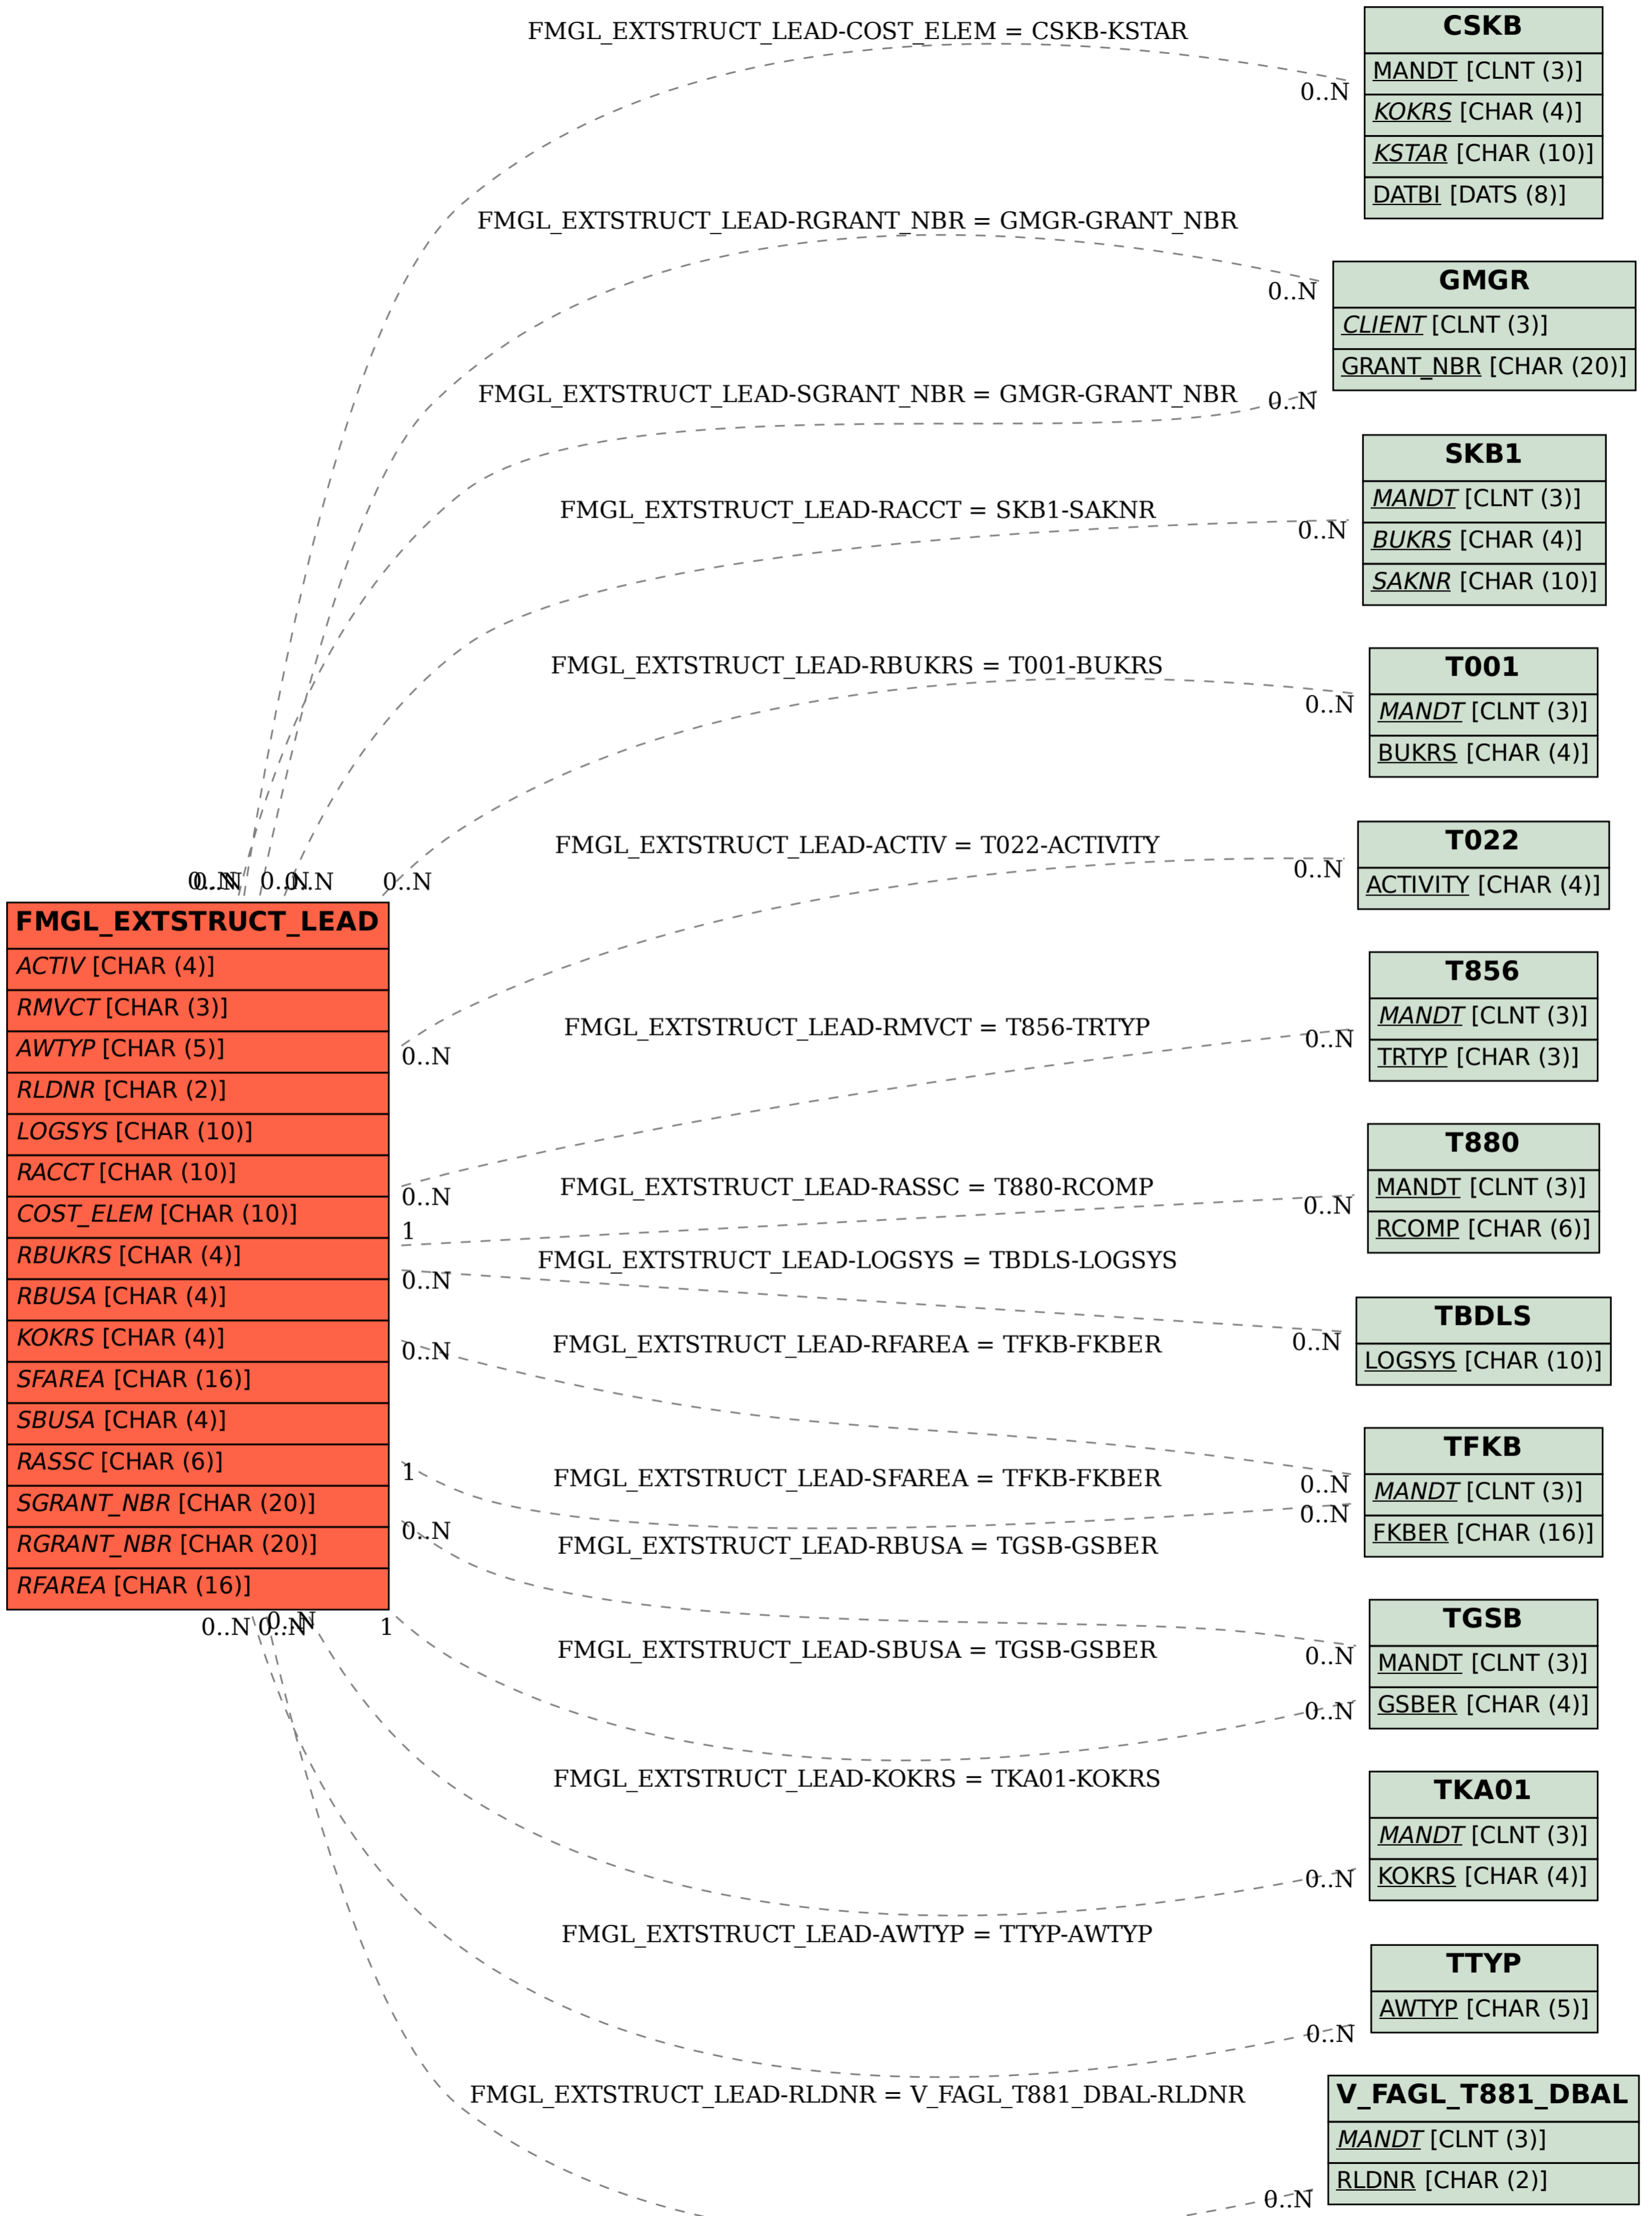 FMGL_EXTSTRUCT_LEAD-COST_ELEM = CSKB-KSTAR
0..N
CSKB
MANDT [CLNT (3)]
KOKRS [CHAR (4)]
KSTAR [CHAR (10)]
DATBI [DATS (8)]
FMGL_EXTSTRUCT_LEAD-RGRANT_NBR = GMGR-GRANT_NBR
0..N
GMGR
CLIENT [CLNT (3)]
GRANT_NBR [CHAR (20)]
FMGL_EXTSTRUCT_LEAD-SGRANT_NBR = GMGR-GRANT_NBR
0..N
SKB1
MANDT [CLNT (3)]
BUKRS [CHAR (4)]
SAKNR [CHAR (10)]
FMGL_EXTSTRUCT_LEAD-RACCT = SKB1-SAKNR
0..N
FMGL_EXTSTRUCT_LEAD-RBUKRS = T001-BUKRS
0..N
T001
MANDT [CLNT (3)]
BUKRS [CHAR (4)]
FMGL_EXTSTRUCT_LEAD-ACTIV = T022-ACTIVITY
0..N
T022
ACTIVITY [CHAR (4)]
0..N
0..N
0..N
0..N
0..N
FMGL_EXTSTRUCT_LEAD
ACTIV [CHAR (4)]
RMVCT [CHAR (3)]
AWTYP [CHAR (5)]
RLDNR [CHAR (2)]
LOGSYS [CHAR (10)]
RACCT [CHAR (10)]
COST_ELEM [CHAR (10)]
RBUKRS [CHAR (4)]
RBUSA [CHAR (4)]
KOKRS [CHAR (4)]
SFAREA [CHAR (16)]
SBUSA [CHAR (4)]
RASSC [CHAR (6)]
SGRANT_NBR [CHAR (20)]
RGRANT_NBR [CHAR (20)]
RFAREA [CHAR (16)]
0..N
0..N
1
0..N
0..N
1
0..N
0..N
0..N
0..N
1
T856
MANDT [CLNT (3)]
TRTYP [CHAR (3)]
FMGL_EXTSTRUCT_LEAD-RMVCT = T856-TRTYP
0..N
T880
MANDT [CLNT (3)]
RCOMP [CHAR (6)]
FMGL_EXTSTRUCT_LEAD-RASSC = T880-RCOMP
0..N
FMGL_EXTSTRUCT_LEAD-LOGSYS = TBDLS-LOGSYS
0..N
TBDLS
LOGSYS [CHAR (10)]
FMGL_EXTSTRUCT_LEAD-RFAREA = TFKB-FKBER
0..N
TFKB
MANDT [CLNT (3)]
FKBER [CHAR (16)]
FMGL_EXTSTRUCT_LEAD-SFAREA = TFKB-FKBER
0..N
FMGL_EXTSTRUCT_LEAD-RBUSA = TGSB-GSBER
0..N
TGSB
MANDT [CLNT (3)]
GSBER [CHAR (4)]
FMGL_EXTSTRUCT_LEAD-SBUSA = TGSB-GSBER
0..N
FMGL_EXTSTRUCT_LEAD-KOKRS = TKA01-KOKRS
0..N
TKA01
MANDT [CLNT (3)]
KOKRS [CHAR (4)]
FMGL_EXTSTRUCT_LEAD-AWTYP = TTYP-AWTYP
0..N
TTYP
AWTYP [CHAR (5)]
FMGL_EXTSTRUCT_LEAD-RLDNR = V_FAGL_T881_DBAL-RLDNR
0..N
V_FAGL_T881_DBAL
MANDT [CLNT (3)]
RLDNR [CHAR (2)]